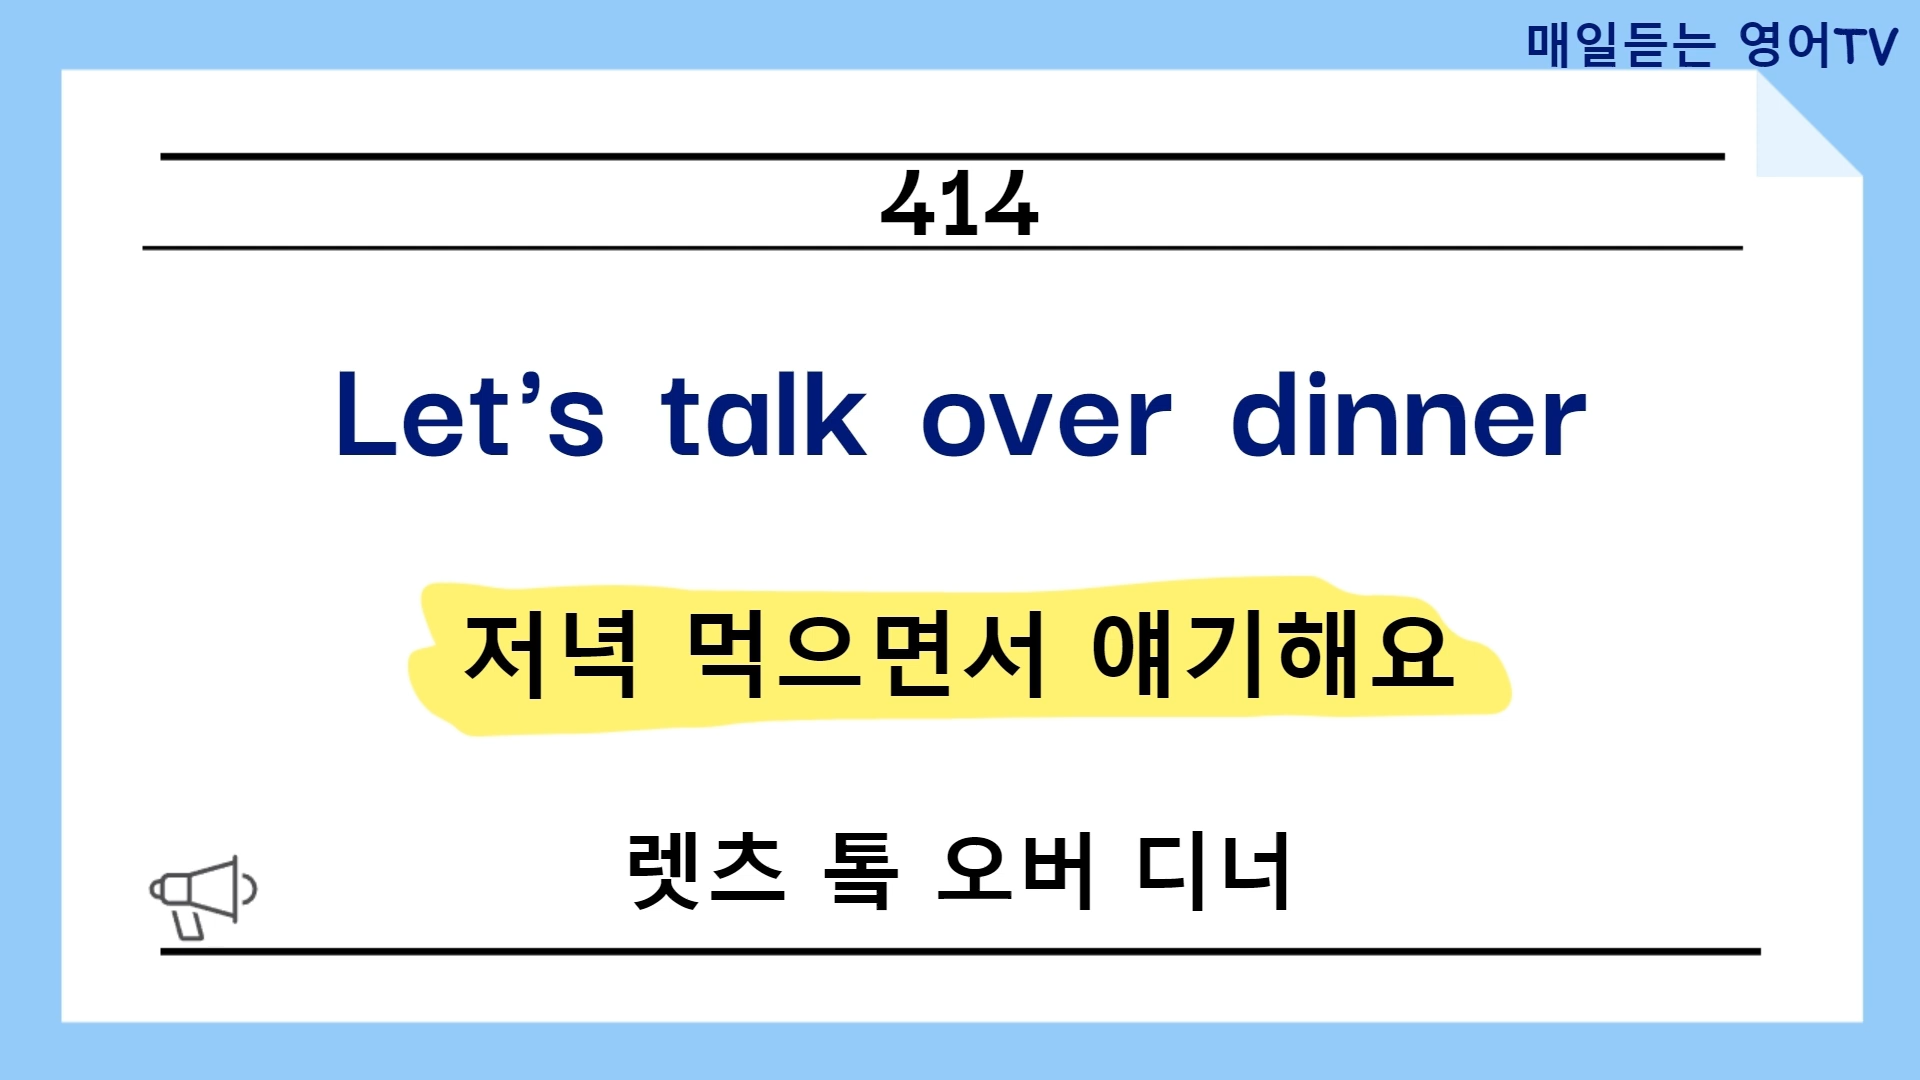 매일듣는 영어TV
414
Let's talk over dinner
저녁 먹으면서 얘기해요
렛츠 톸 오버 디너